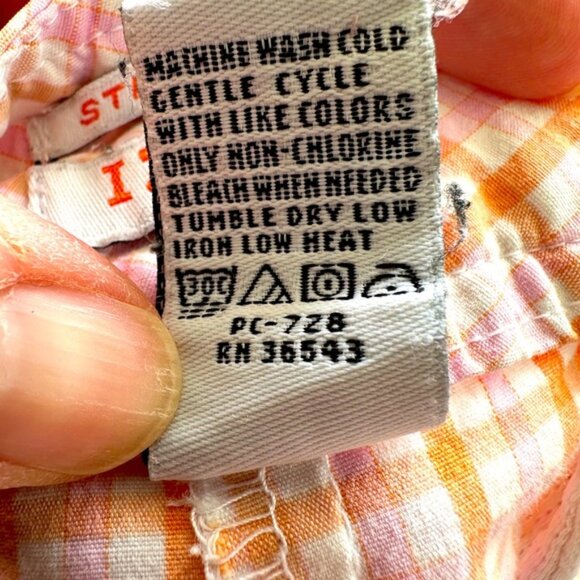 MACHINE WASH COLD
GENTLE CYCLE
WITH LIKE COLORS
ONLY NON-CHLORINE
BLEACH WHEN NEEDED
TUMBLE DRY LOW
IRON LOW HEAT
30C
PC-728
RN 36543